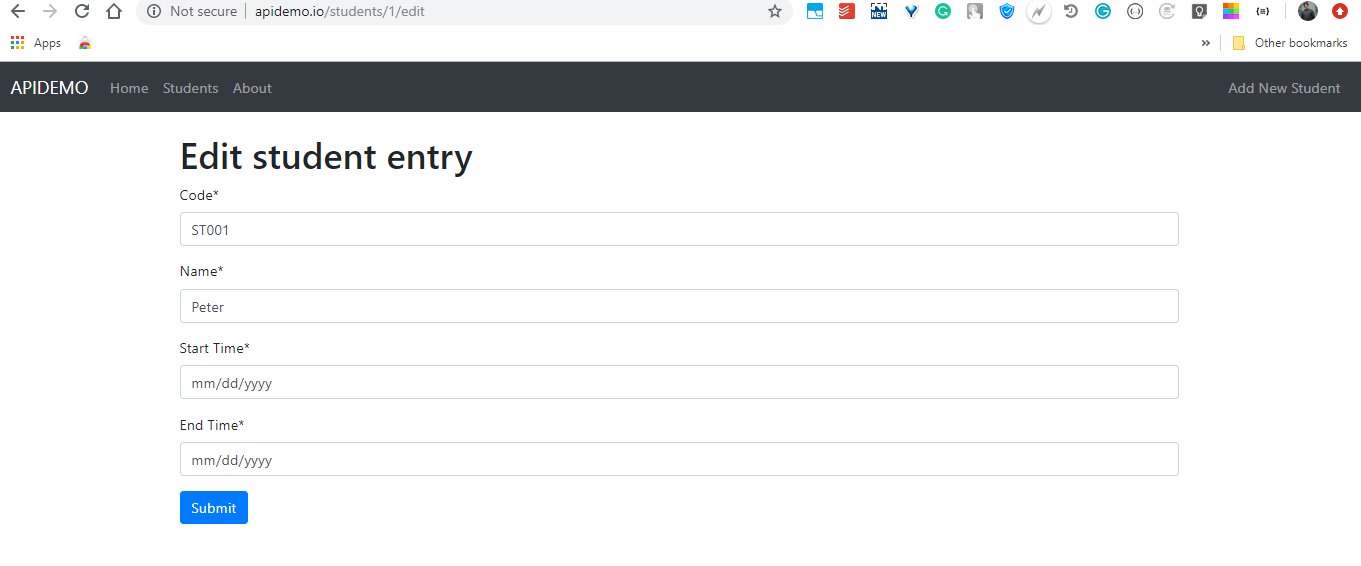 Not secure | apidemo.io/students/1/edit
NEW
Apps
» Other bookmarks
APIDEMO Home Students About Add New Student
Edit student entry
Code*
ST001
Name*
Peter
Start Time*
mm/dd/yyyy
End Time*
mm/dd/yyyy
Submit